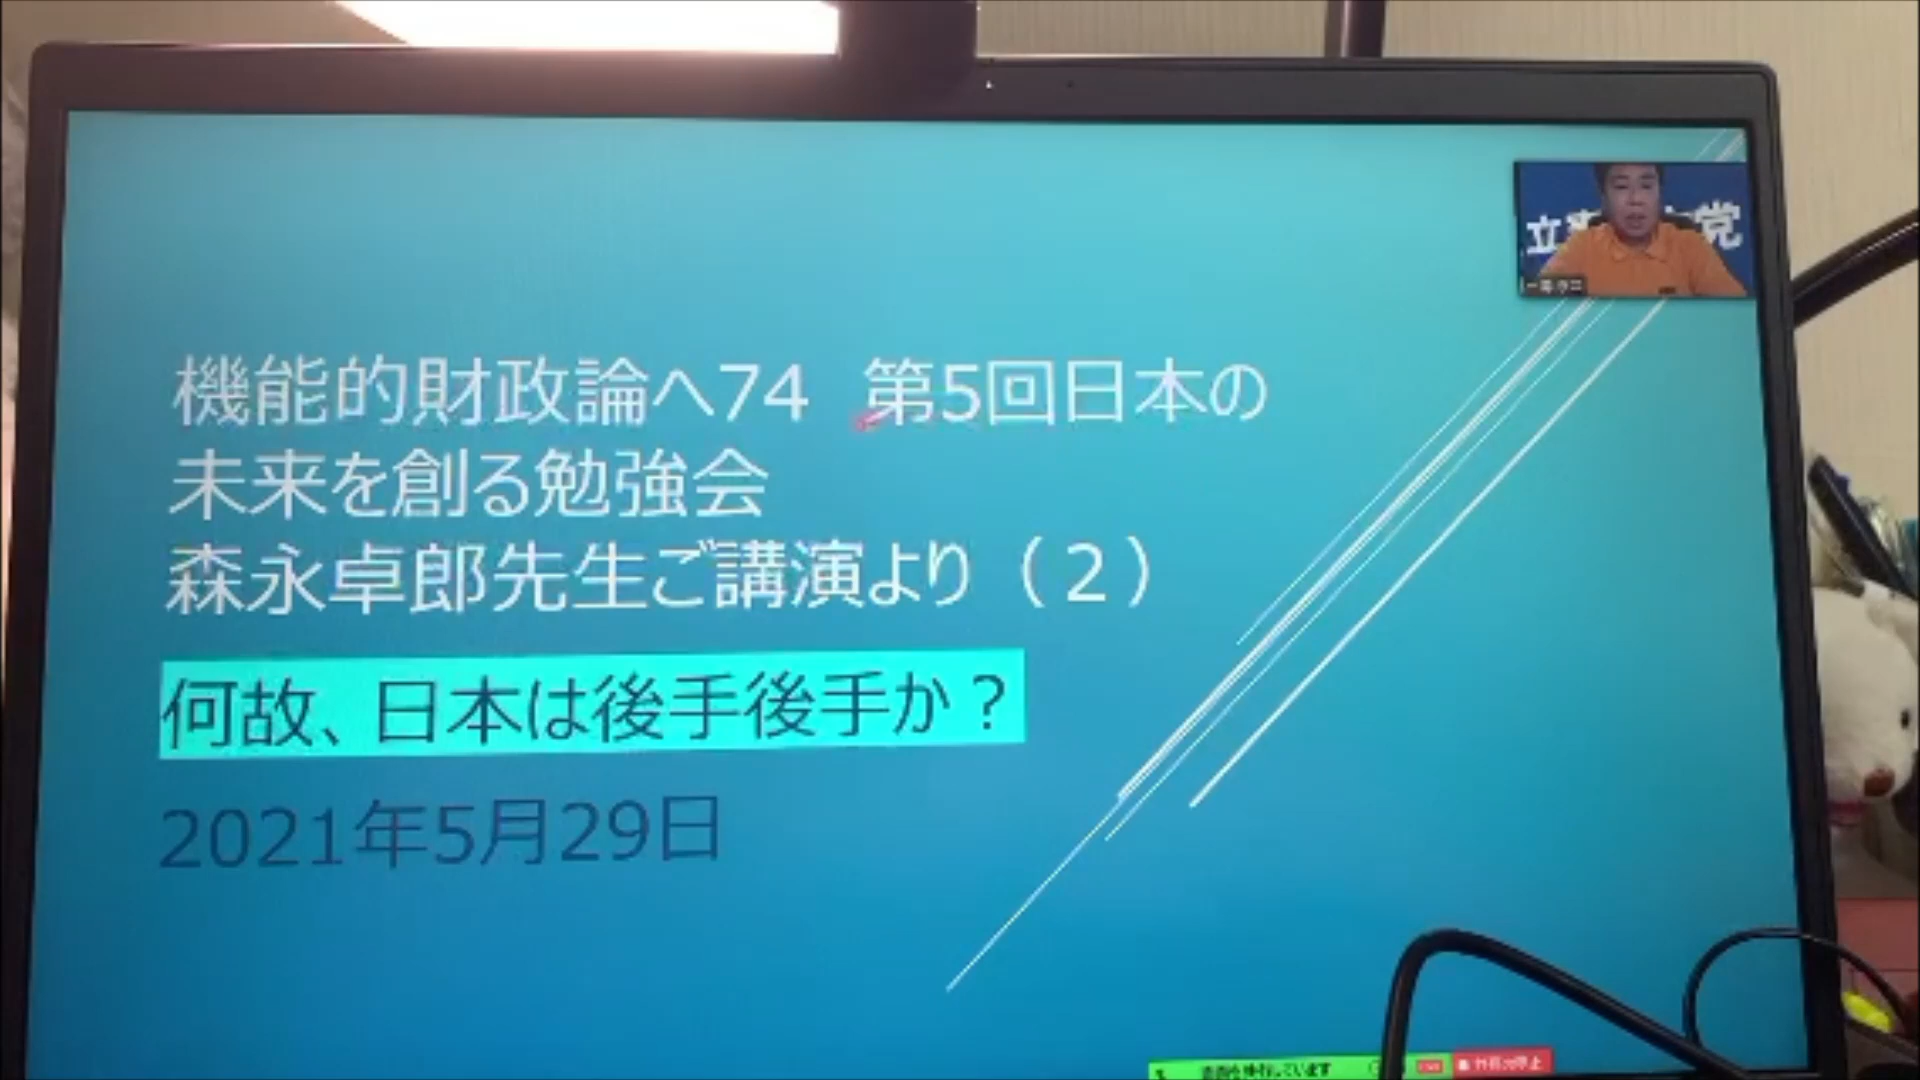 機能的財政論へ74 第5回日本の
未来を創る勉強会
森永卓郎先生ご講演より（２）
何故、日本は後手後手か？
2021年5月29日
立 党